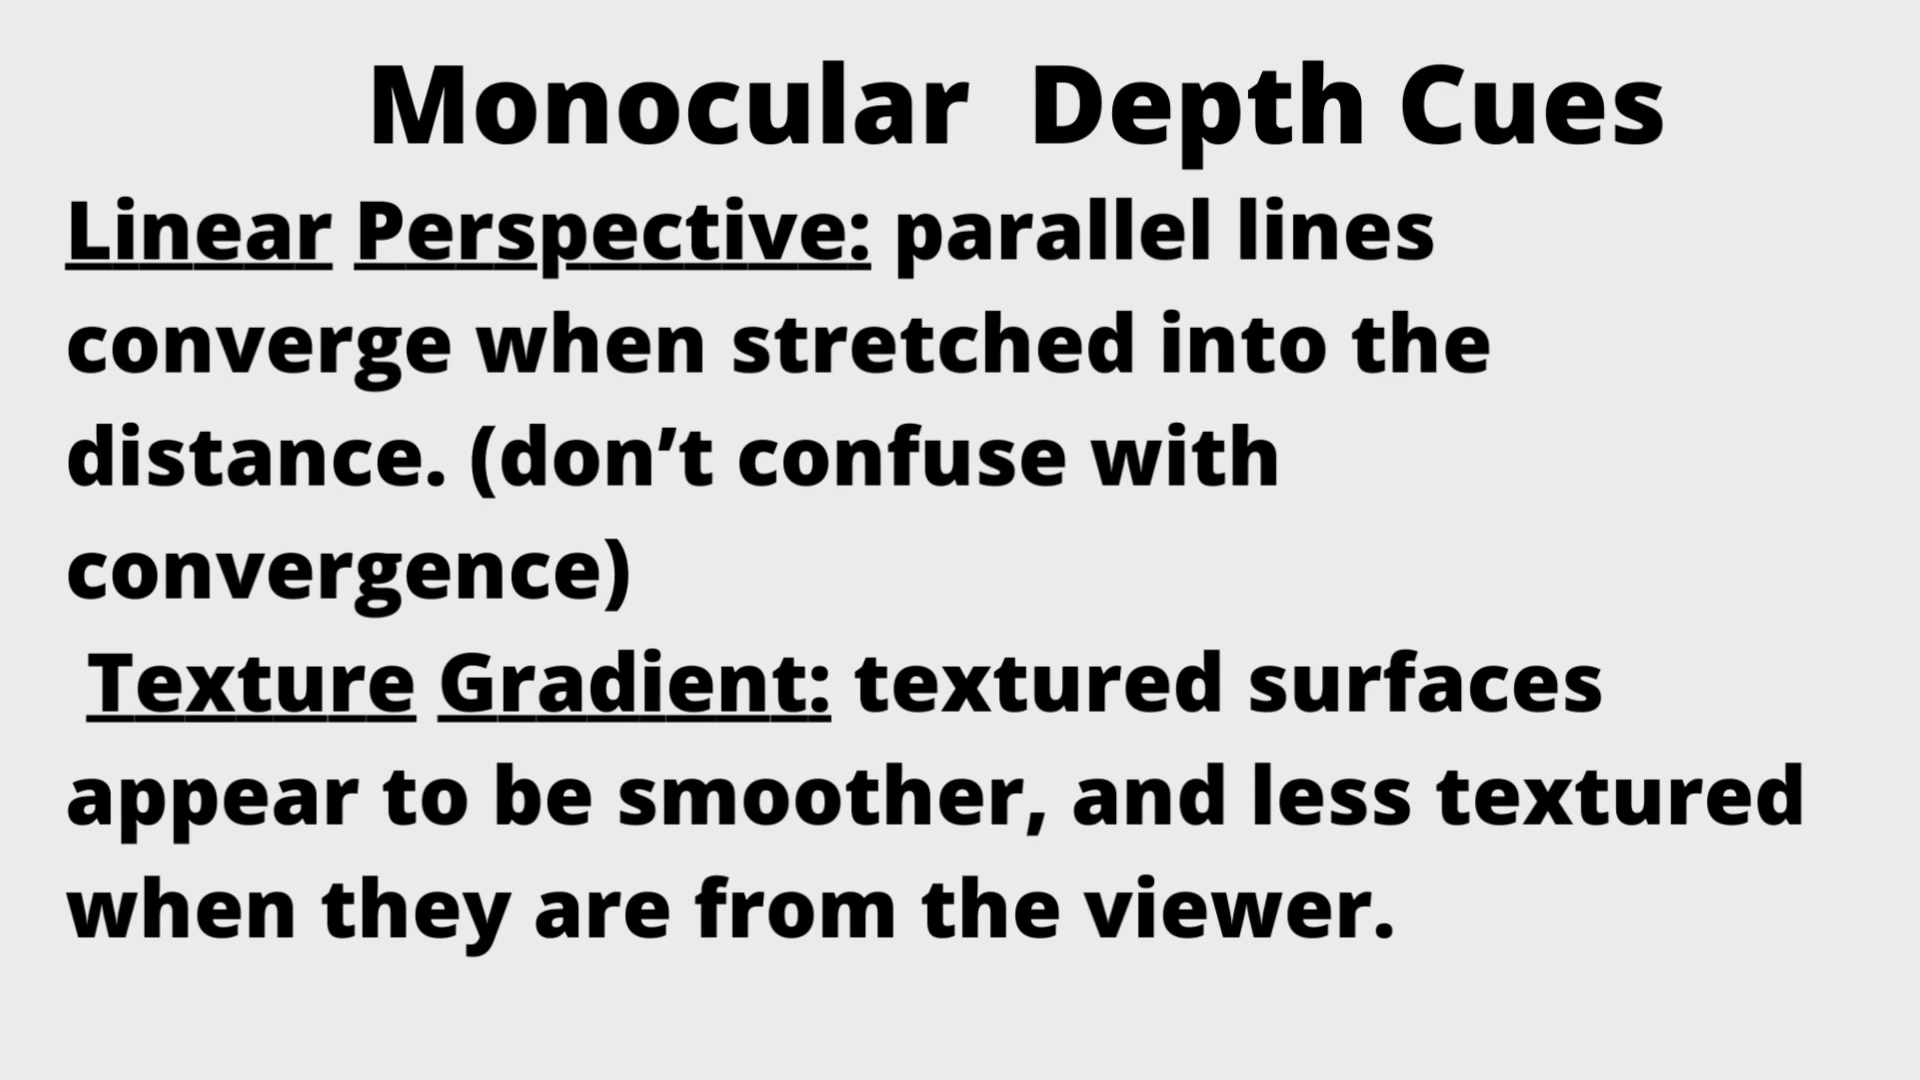 Monocular  Depth Cues
Linear Perspective: parallel lines
converge when stretched into the
distance. (don’t confuse with
convergence)
Texture Gradient: textured surfaces
appear to be smoother, and less textured
when they are from the viewer.